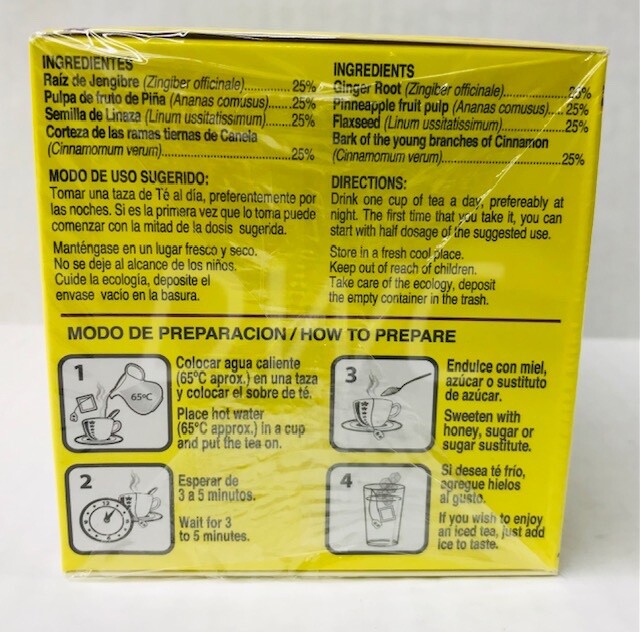 INGREDIENTES
Raíz de Jengibre (Zingiber officinale)..............25%
Pulpa de fruto de Piña (Ananas comusus)....25%
Semilla de Linaza (Linum ussitatissimum)......25%
Corteza de las ramas tiernas de Canela
(Cinnamomum verum)...................................25%
MODO DE USO SUGERIDO:
Tomar una taza de Té al día, preferentemente por
las noches. Si es la primera vez que lo toma puede
comenzar con la mitad de la dosis sugerida.
Manténgase en un lugar fresco y seco.
No se deje al alcance de los niños.
Cuide la ecología, deposite el
envase vacío en la basura.
INGREDIENTS
Ginger Root (Zingiber officinale)..................25%
Pinneapple fruit pulp (Ananas comusus)....25%
Flaxseed (Linum ussitatissimum)..................25%
Bark of the young branches of Cinnamon
(Cinnamomum verum)................................25%
DIRECTIONS:
Drink one cup of tea a day, prefereably at
night. The first time that you take it, you can
start with half dosage of the suggested use.
Store in a fresh cool place.
Keep out of reach of children.
Take care of the ecology, deposit
the empty container in the trash.
MODO DE PREPARACION / HOW TO PREPARE
1
65ºC
Colocar agua caliente
(65ºC aprox.) en una taza
y colocar el sobre de té.
Place hot water
(65ºC approx.) in a cup
and put the tea on.
2
Esperar de
3 a 5 minutos.
Wait for 3
to 5 minutes.
3
Endulce con miel,
azúcar o sustituto
de azúcar.
Sweeten with
honey, sugar or
sugar sustitute.
4
Si desea té frío,
agregue hielos
al gusto.
If you wish to enjoy
an iced tea, just add
ice to taste.